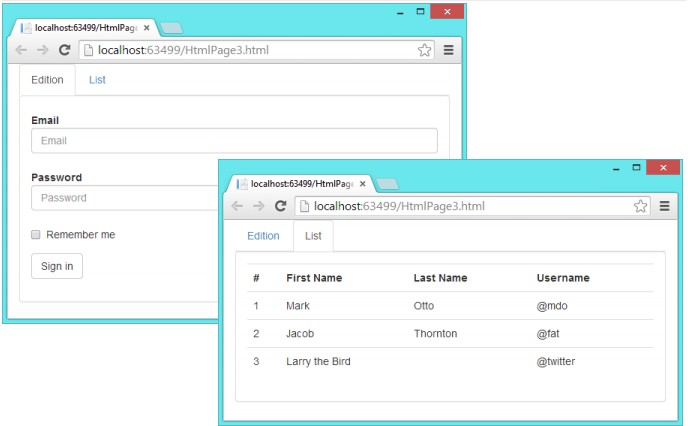 localhost:63499/HtmlPage
localhost:63499/HtmlPage3.html
Edition List
Email
Email
Password
Password
Remember me
Sign in
localhost:63499/HtmlPage
localhost:63499/HtmlPage3.html
Edition List
# First Name Last Name Username
1 Mark Otto @mdo
2 Jacob Thornton @fat
3 Larry the Bird @twitter